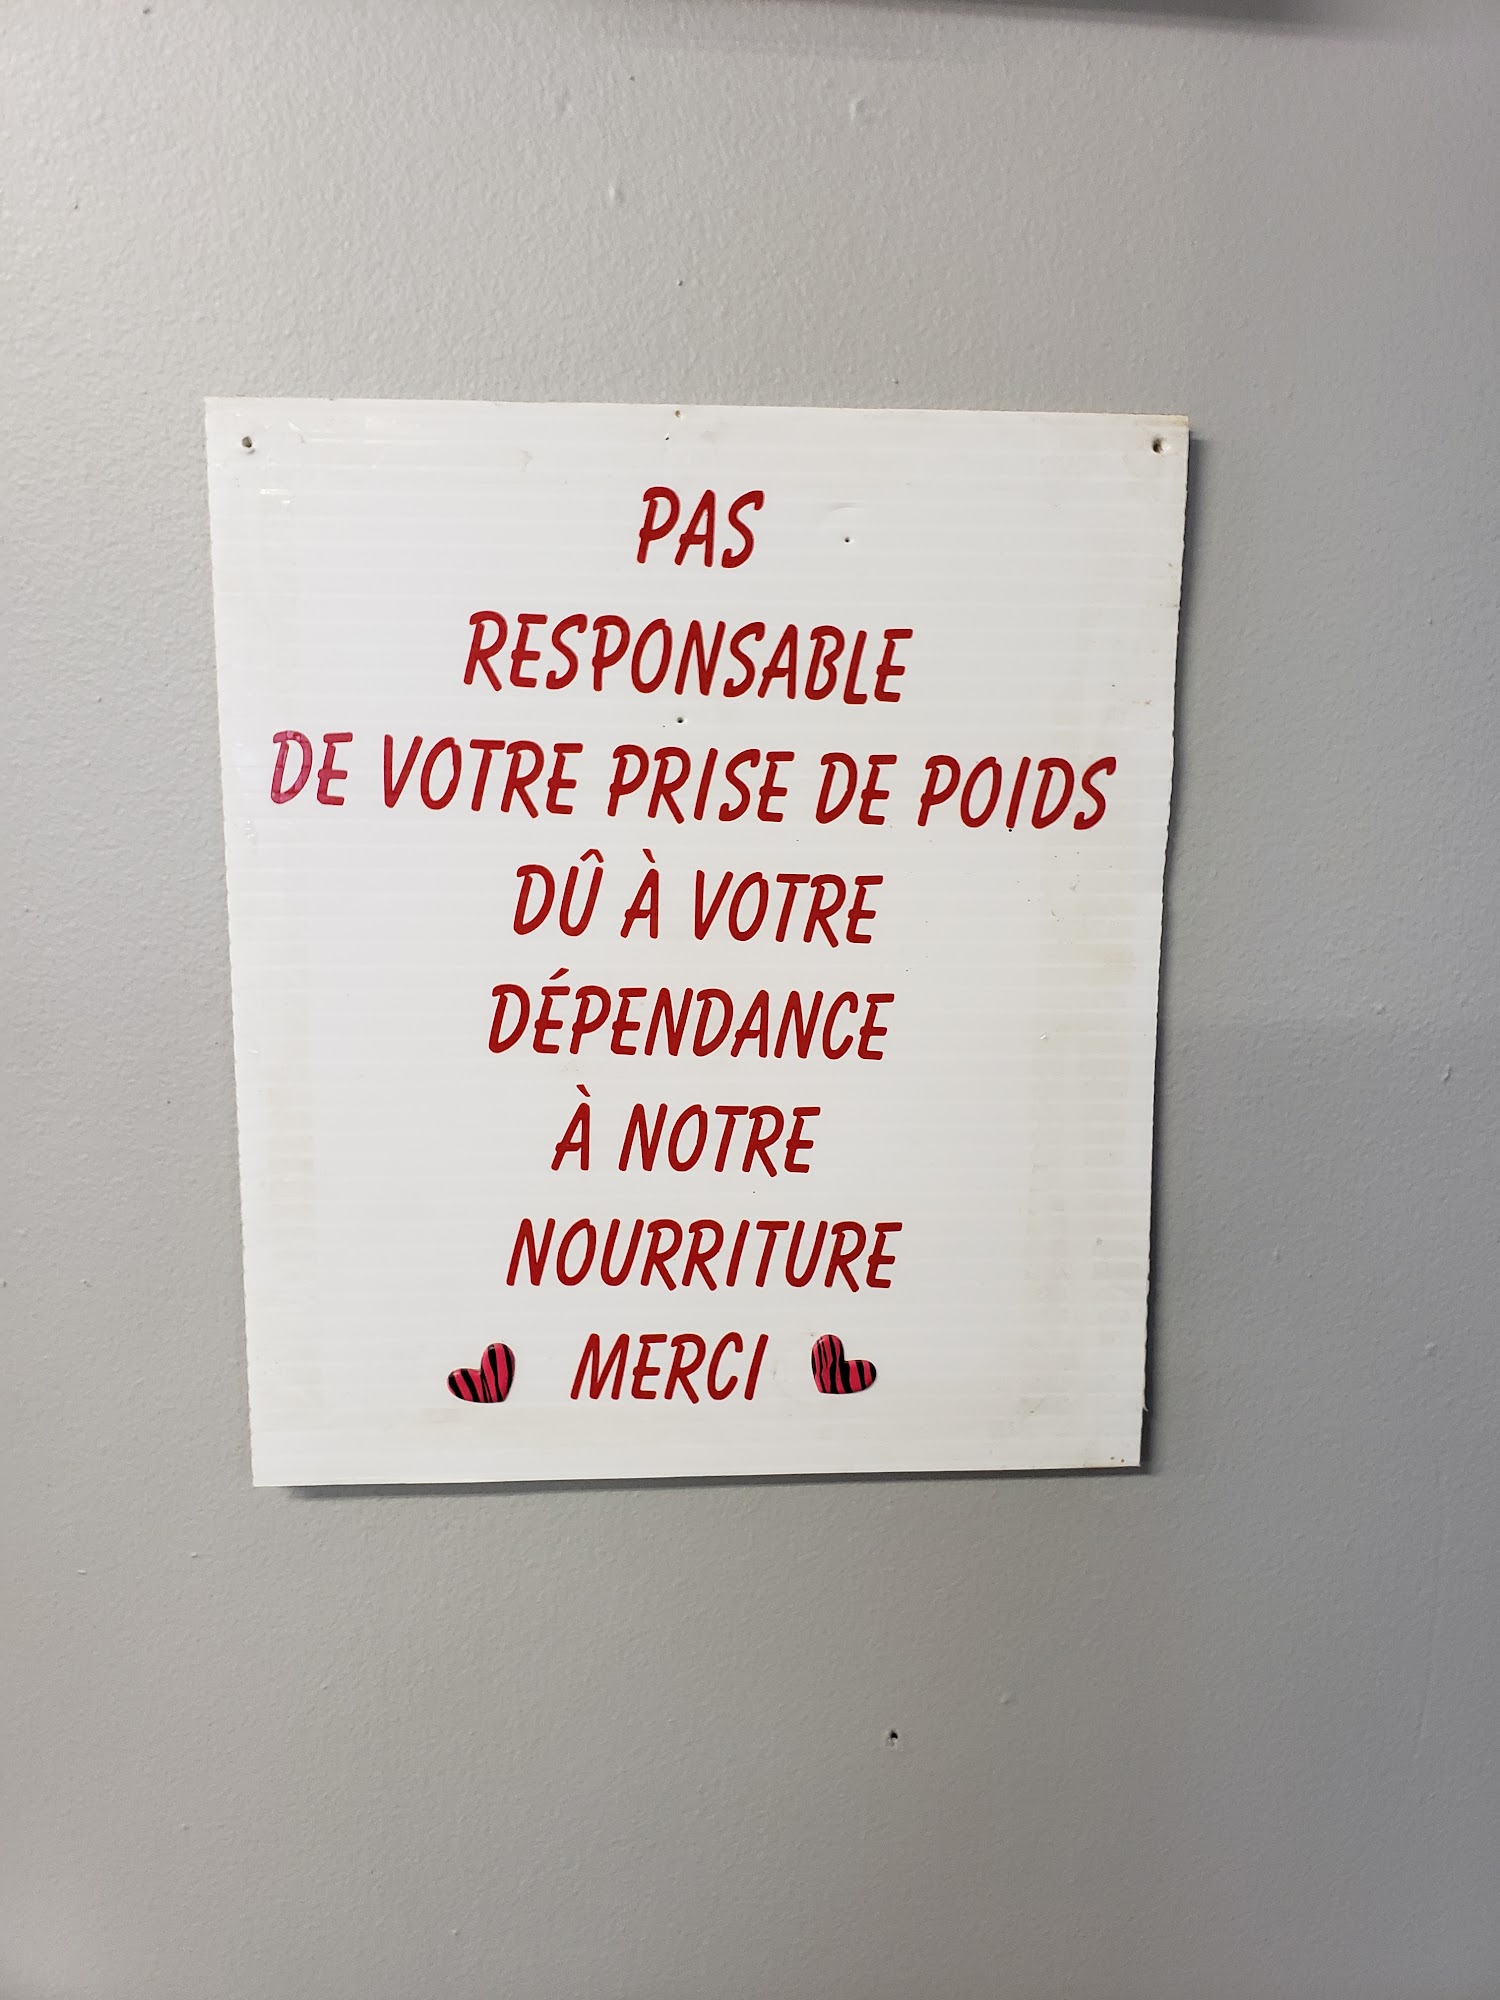 PAS
RESPONSABLE
DE VOTRE PRISE DE POIDS
DÛ À VOTRE
DÉPENDANCE
À NOTRE
NOURRITURE
MERCI